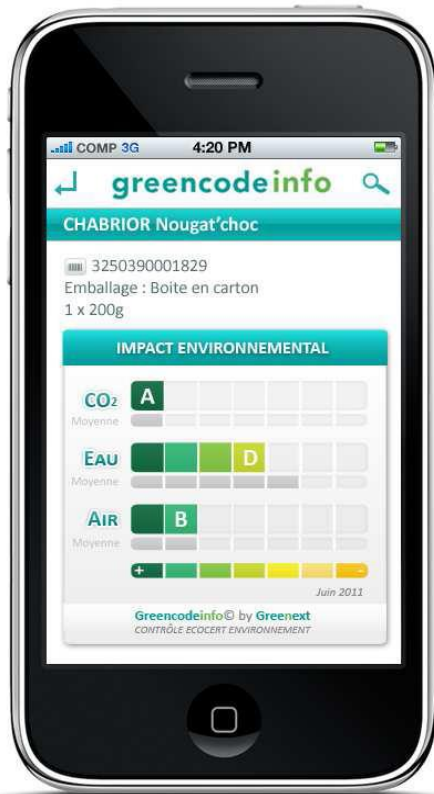 COMP 3G 4:20 PM
greencodeinfo
CHABRIOR Nougat'choc
3250390001829
Emballage : Boite en carton
1 x 200g
IMPACT ENVIRONNEMENTAL
CO2 A
Moyenne
EAU D
Moyenne
AIR B
Moyenne
+ -
Juin 2011
Greencodeinfo© by Greenext
CONTRÔLE ECOCERT ENVIRONNEMENT